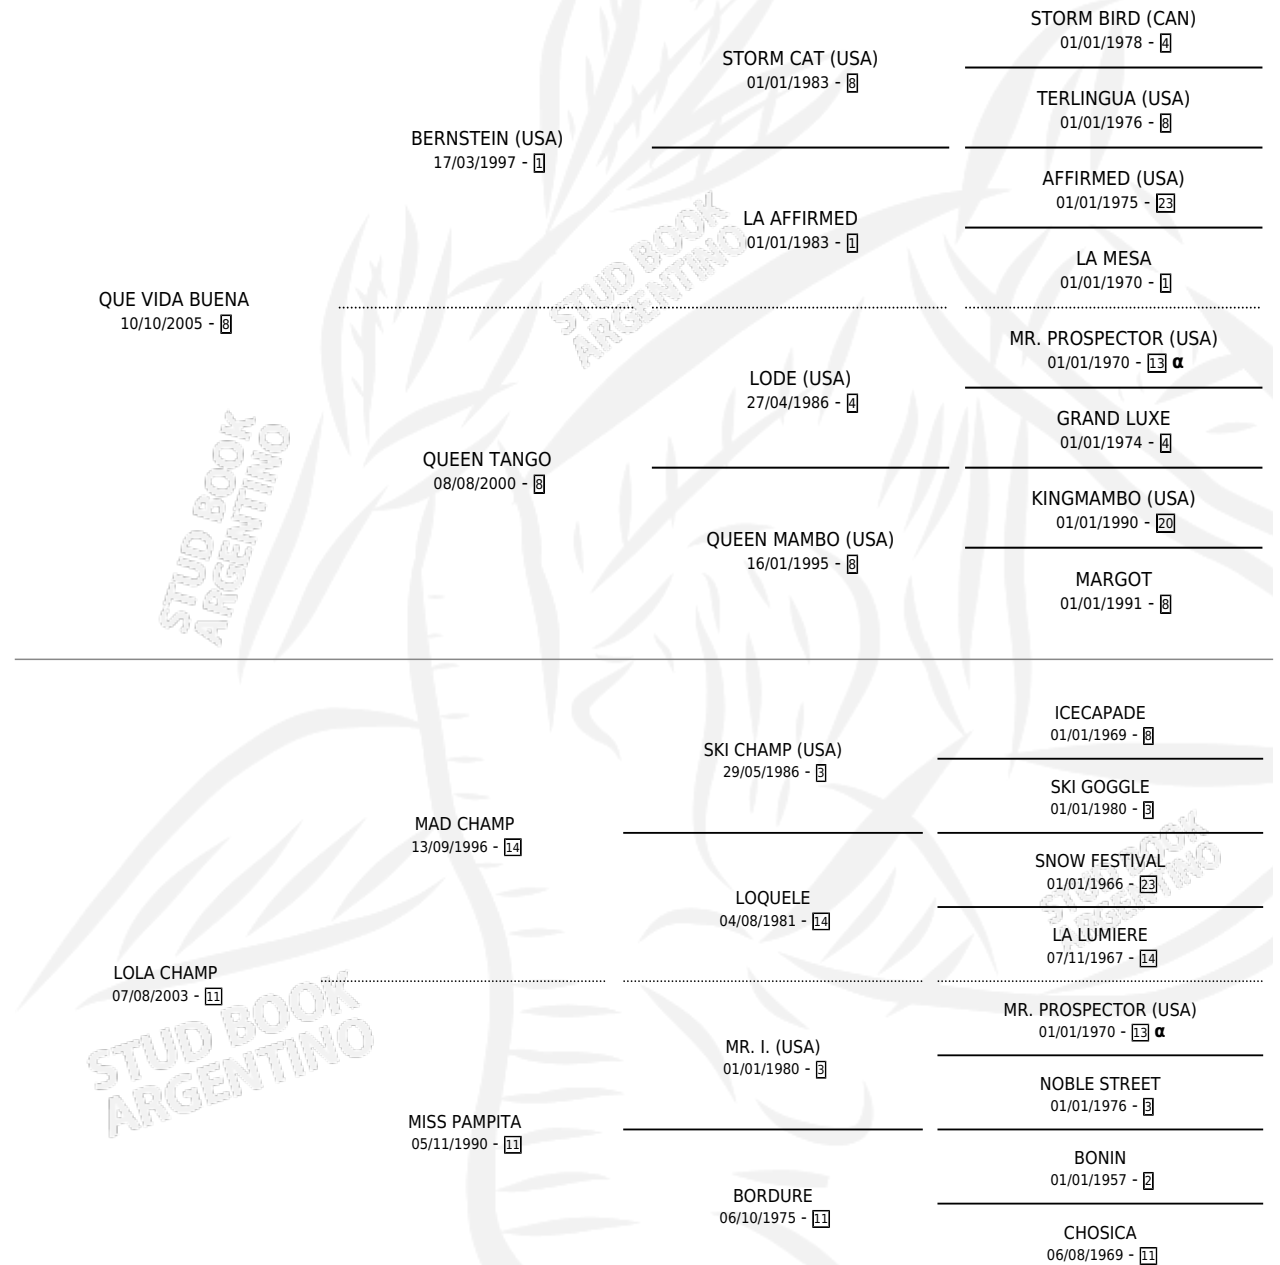 STORM BIRD (CAN)
01/01/1978 - 4
STORM CAT (USA)
01/01/1983 - 8
TERLINGUA (USA)
01/01/1976 - 8
BERNSTEIN (USA)
17/03/1997 - 1
AFFIRMED (USA)
01/01/1975 - 23
LA AFFIRMED
01/01/1983 - 1
LA MESA
01/01/1970 - 1
QUE VIDA BUENA
10/10/2005 - 8
MR. PROSPECTOR (USA)
01/01/1970 - 13 α
LODE (USA)
27/04/1986 - 4
GRAND LUXE
01/01/1974 - 4
QUEEN TANGO
08/08/2000 - 8
KINGMAMBO (USA)
01/01/1990 - 20
QUEEN MAMBO (USA)
16/01/1995 - 8
MARGOT
01/01/1991 - 8
STUD BOOK
ARGENTINO
STUD BOOK
ARGENTINO
ICECAPADE
01/01/1969 - 8
SKI CHAMP (USA)
29/05/1986 - 3
SKI GOGGLE
01/01/1980 - 3
MAD CHAMP
13/09/1996 - 14
SNOW FESTIVAL
01/01/1966 - 23
LOQUELE
04/08/1981 - 14
LA LUMIERE
07/11/1967 - 14
LOLA CHAMP
07/08/2003 - 11
MR. PROSPECTOR (USA)
01/01/1970 - 13 α
MR. I. (USA)
01/01/1980 - 3
NOBLE STREET
01/01/1976 - 3
MISS PAMPITA
05/11/1990 - 11
BONIN
01/01/1957 - 2
BORDURE
06/10/1975 - 11
CHOSICA
06/08/1969 - 11
STUD BOOK
ARGENTINO
STUD BOOK
ARGENTINO